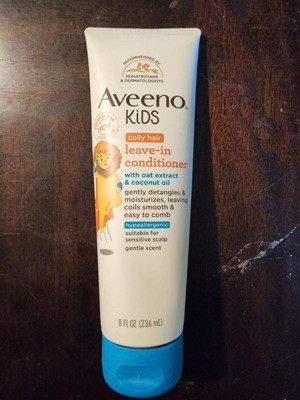 RECOMMENDED BY
PEDIATRICIANS &
DERMATOLOGISTS
Aveeno®
KiDS
coily hair
leave-in
conditioner
with oat extract
& coconut oil
gently detangles &
moisturizes, leaving
coils smooth &
easy to comb
hypoallergenic
suitable for
sensitive scalp
gentle scent
8 FL OZ (236 mL)